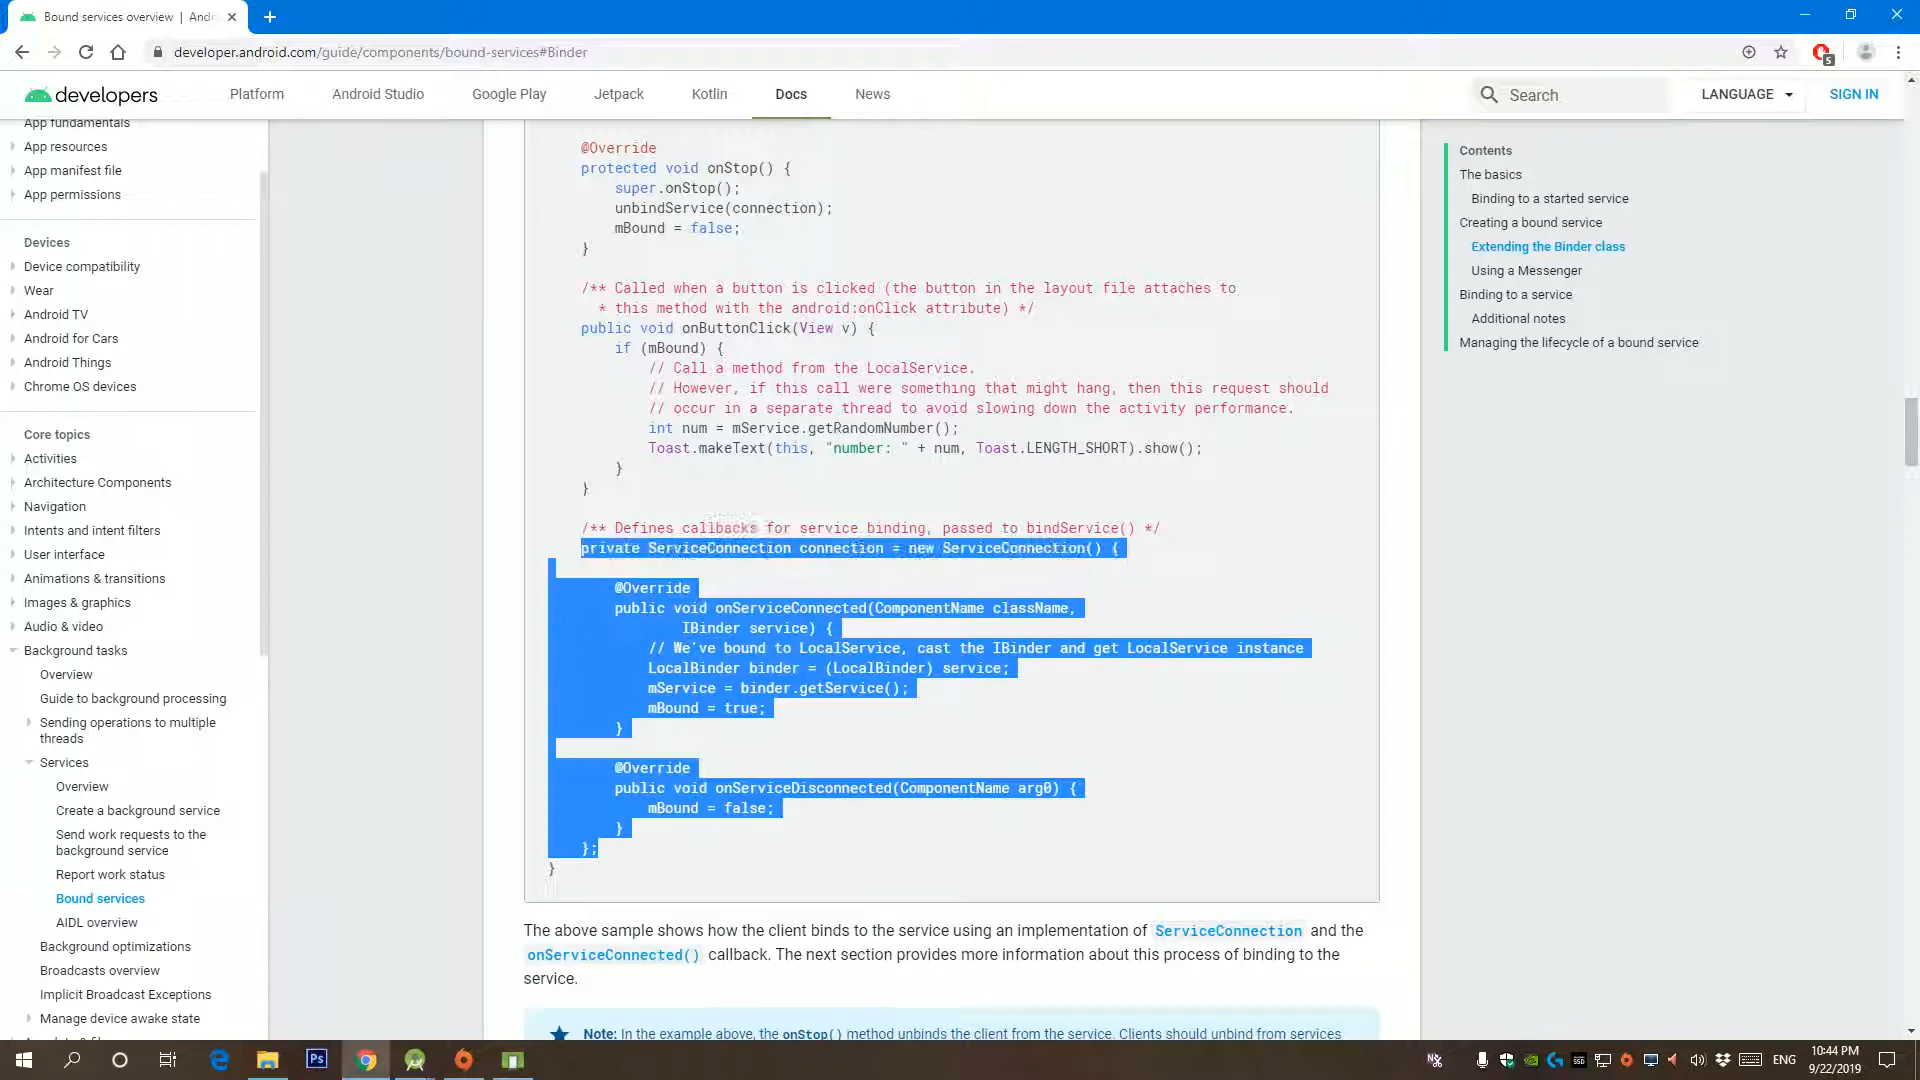 Bound services overview | Andr
developer.android.com/guide/components/bound-services#Binder
5
developers
Platform
Android Studio
Google Play
Jetpack
Kotlin
Docs
News
Search
LANGUAGE
SIGN IN
App fundamentals
App resources
App manifest file
App permissions
Devices
Device compatibility
Wear
Android TV
Android for Cars
Android Things
Chrome OS devices
Core topics
Activities
Architecture Components
Navigation
Intents and intent filters
User interface
Animations & transitions
Images & graphics
Audio & video
Background tasks
Overview
Guide to background processing
Sending operations to multiple
threads
Services
Overview
Create a background service
Send work requests to the
background service
Report work status
Bound services
AIDL overview
Background optimizations
Broadcasts overview
Implicit Broadcast Exceptions
Manage device awake state
@Override
protected void onStop() {
super.onStop();
unbindService(connection);
mBound = false;
}
/** Called when a button is clicked (the button in the layout file attaches to
* this method with the android:onClick attribute) */
public void onButtonClick(View v) {
if (mBound) {
// Call a method from the LocalService.
// However, if this call were something that might hang, then this request should
// occur in a separate thread to avoid slowing down the activity performance.
int num = mService.getRandomNumber();
Toast.makeText(this, "number: " + num, Toast.LENGTH_SHORT).show();
}
}
/** Defines callbacks for service binding, passed to bindService() */
private ServiceConnection connection = new ServiceConnection() {
@Override
public void onServiceConnected(ComponentName className,
IBinder service) {
// We've bound to LocalService, cast the IBinder and get LocalService instance
LocalBinder binder = (LocalBinder) service;
mService = binder.getService();
mBound = true;
}
@Override
public void onServiceDisconnected(ComponentName arg0) {
mBound = false;
}
};
}
The above sample shows how the client binds to the service using an implementation of ServiceConnection and the
onServiceConnected() callback. The next section provides more information about this process of binding to the
service.
Note: In the example above, the onStop() method unbinds the client from the service. Clients should unbind from services
Contents
The basics
Binding to a started service
Creating a bound service
Extending the Binder class
Using a Messenger
Binding to a service
Additional notes
Managing the lifecycle of a bound service
Ps
SSD
ENG
10:44 PM
9/22/2019